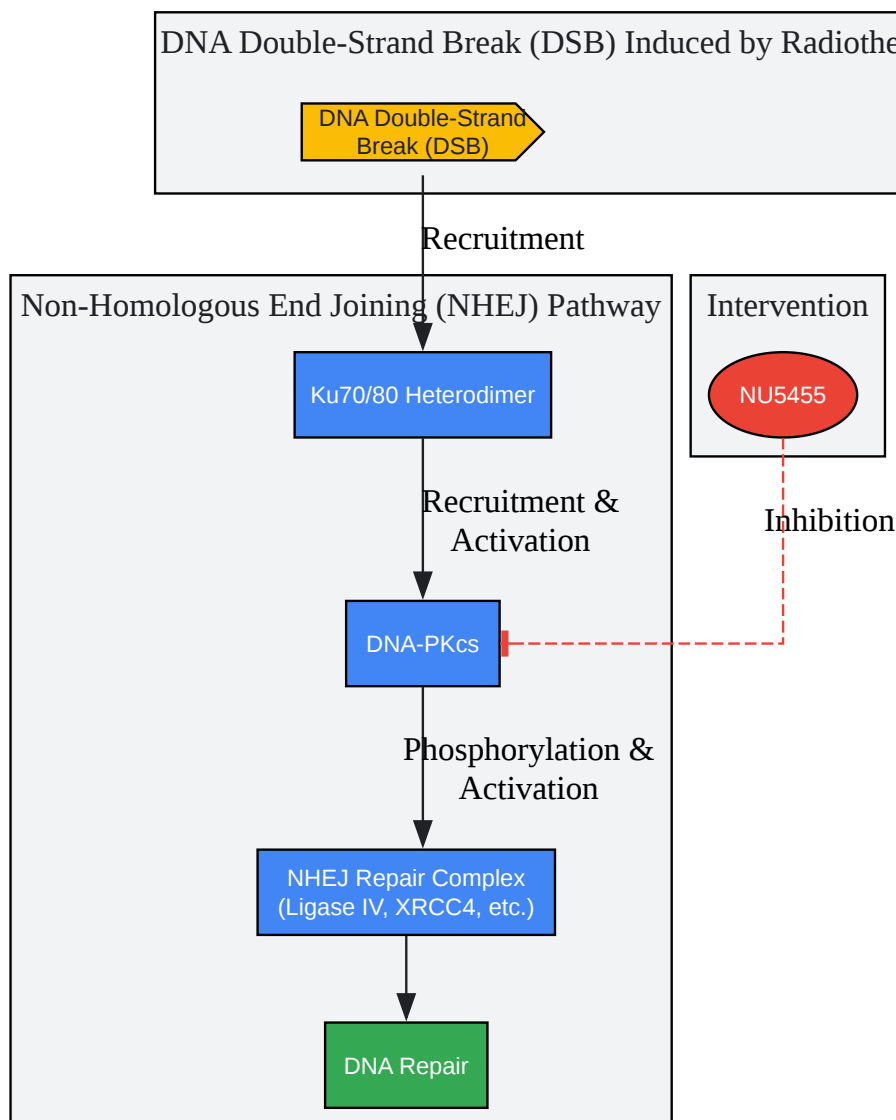 DNA Double-Strand Break (DSB) Induced by Radiothe
DNA Double-Strand
Break (DSB)
Recruitment
Non-Homologous End Joining (NHEJ) Pathway
Intervention
Ku70/80 Heterodimer
NU5455
Recruitment &
Activation
Inhibition
DNA-PKcs
Phosphorylation &
Activation
NHEJ Repair Complex
(Ligase IV, XRCC4, etc.)
DNA Repair